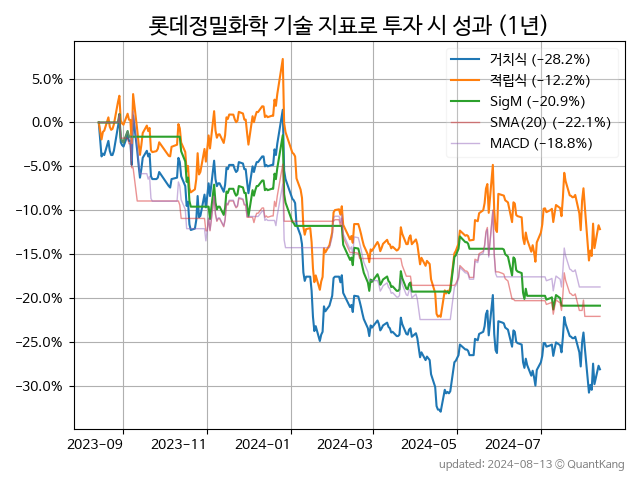 롯데정밀화학 기술 지표로 투자 시 성과 (1년)
거치식 (−28.2%)
적립식 (−12.2%)
SigM (−20.9%)
SMA(20) (−22.1%)
MACD (−18.8%)
5.0%
0.0%
−5.0%
−10.0%
−15.0%
−20.0%
−25.0%
−30.0%
2023-09 2023-11 2024-01 2024-03 2024-05 2024-07
updated: 2024-08-13 © QuantKang